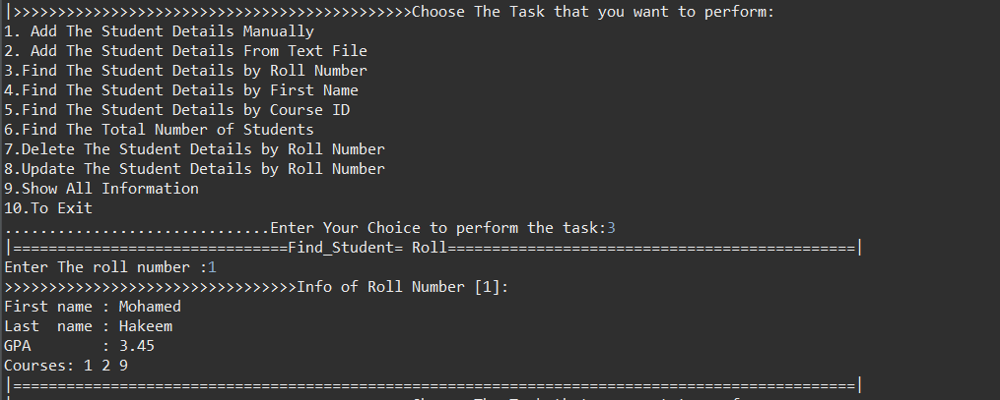 |>>>>>>>>>>>>>>>>>>>>>>>>>>>>>>>>>>>>>>>>>>>>>Choose The Task that you want to perform:
1. Add The Student Details Manually
2. Add The Student Details From Text File
3.Find The Student Details by Roll Number
4.Find The Student Details by First Name
5.Find The Student Details by Course ID
6.Find The Total Number of Students
7.Delete The Student Details by Roll Number
8.Update The Student Details by Roll Number
9.Show All Information
10.To Exit
..............................Enter Your Choice to perform the task:3
|===============================Find_Student= Roll==============================================|
Enter The roll number :1
>>>>>>>>>>>>>>>>>>>>>>>>>>>>>>>>>Info of Roll Number [1]:
First name : Mohamed
Last  name : Hakeem
GPA        : 3.45
Courses: 1 2 9
|===============================================================================================|